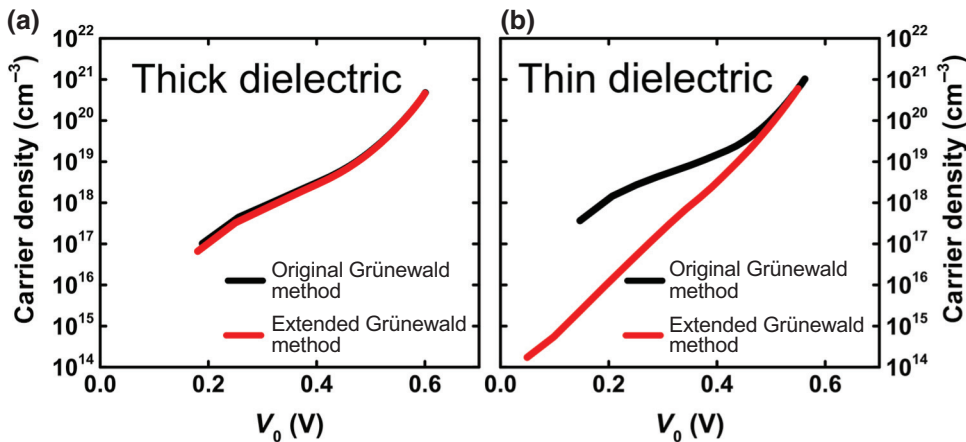 (a)
Carrier density (cm⁻³)
10²²
10²¹
10²⁰
10¹⁹
10¹⁸
10¹⁷
10¹⁶
10¹⁵
10¹⁴
Thick dielectric
Original Grünewald
method
Extended Grünewald
method
0.0
0.2
0.4
0.6
V₀ (V)
(b)
Thin dielectric
Original Grünewald
method
Extended Grünewald
method
0.0
0.2
0.4
0.6
V₀ (V)
10²²
10²¹
10²⁰
10¹⁹
10¹⁸
10¹⁷
10¹⁶
10¹⁵
10¹⁴
Carrier density (cm⁻³)